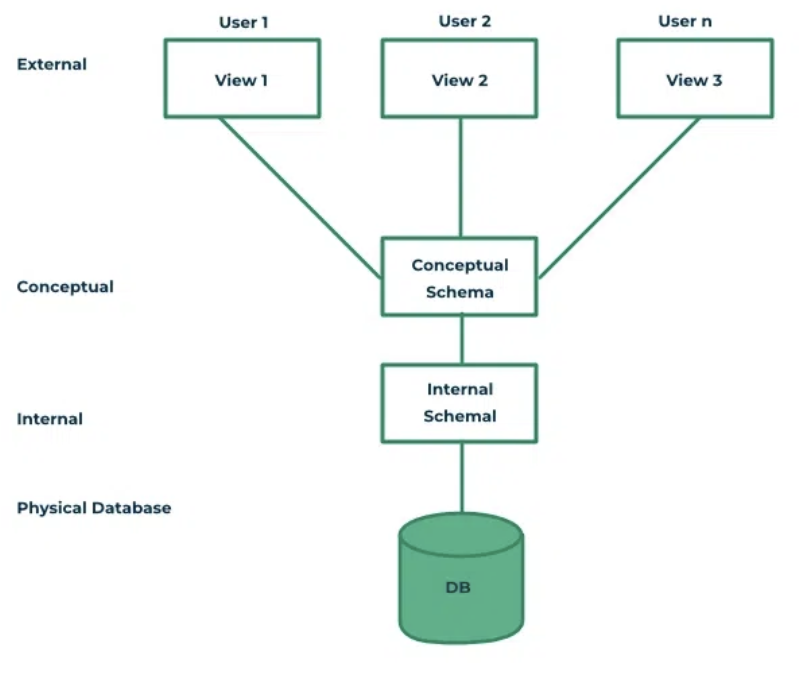 User 1
User 2
User n
External
View 1
View 2
View 3
Conceptual
Conceptual
Schema
Internal
Internal
Schemal
Physical Database
DB